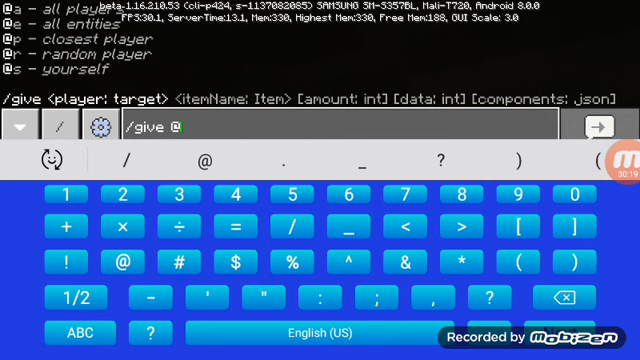 @a - all players
beta-1.16.210.53 (cli-p424, s-1137082085) SAMSUNG SM-S357BL, Mali-T720, Android 8.0.0
FPS:30.1, ServerTime:13.1, Mem:330, Highest Mem:330, Free Mem:188, GUI Scale: 3.0
@e - all entities
@p - closest player
@r - random player
@s - yourself
/give <player: target> <itemName: Item> [amount: int] [data: int] [components: json]
/ /give @
/ @ . _ ? ) (
30:19
1 2 3 4 5 6 7 8 9 0
+ × ÷ = / _ < > [ ]
! @ # $ % ^ & * ( )
1/2 - ' " : ; , ?
ABC ? English (US)
Recorded by mobizen